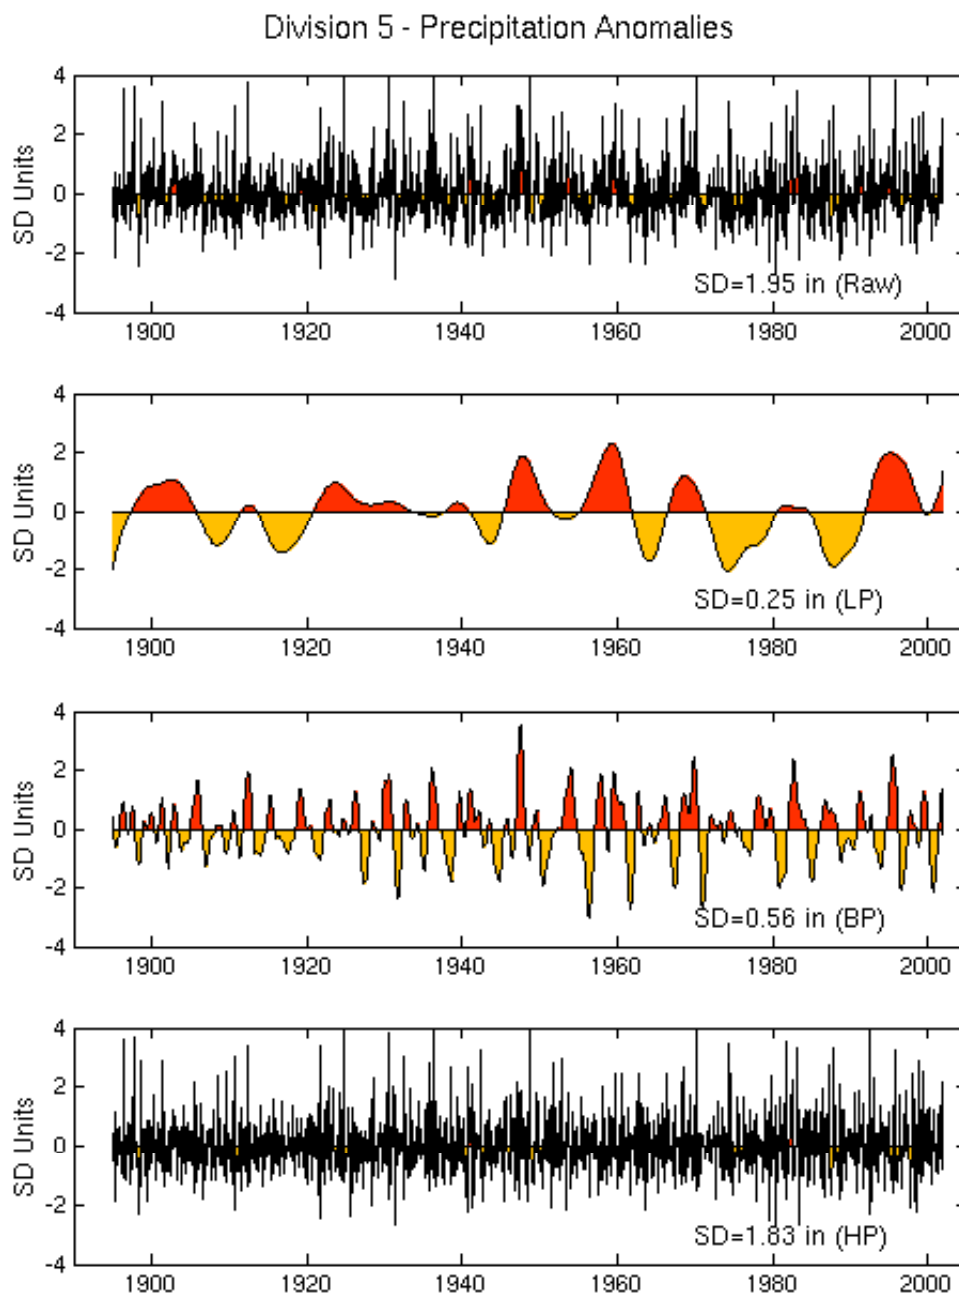 Division 5 - Precipitation Anomalies
4
2
0
-2
-4
SD Units
SD=1.95 in (Raw)
1900 1920 1940 1960 1980 2000
4
2
0
-2
-4
SD Units
SD=0.25 in (LP)
1900 1920 1940 1960 1980 2000
4
2
0
-2
-4
SD Units
SD=0.56 in (BP)
1900 1920 1940 1960 1980 2000
4
2
0
-2
-4
SD Units
SD=1.83 in (HP)
1900 1920 1940 1960 1980 2000